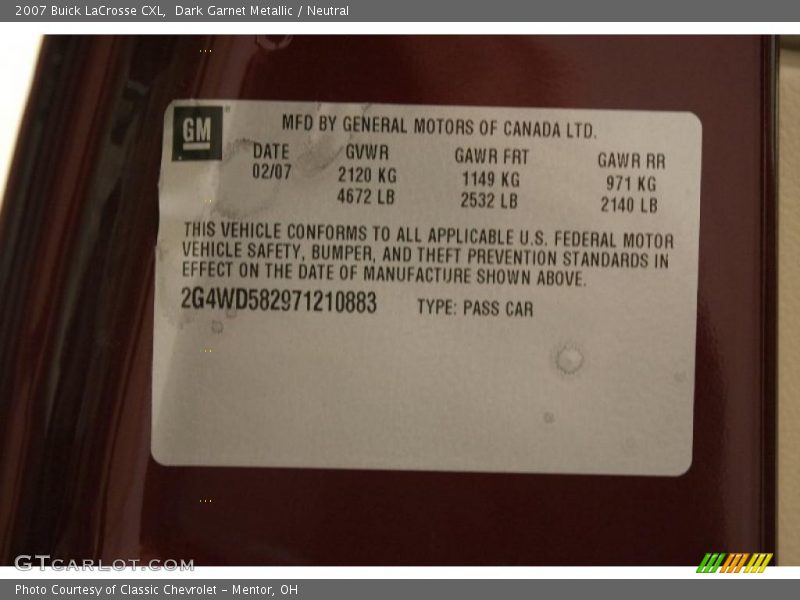 2007 Buick LaCrosse CXL, Dark Garnet Metallic / Neutral
GM
MFD BY GENERAL MOTORS OF CANADA LTD.
DATE GVWR GAWR FRT GAWR RR
02/07 2120 KG 1149 KG 971 KG
4672 LB 2532 LB 2140 LB
THIS VEHICLE CONFORMS TO ALL APPLICABLE U.S. FEDERAL MOTOR
VEHICLE SAFETY, BUMPER, AND THEFT PREVENTION STANDARDS IN
EFFECT ON THE DATE OF MANUFACTURE SHOWN ABOVE.
2G4WD582971210883 TYPE: PASS CAR
GTCARLOT.COM
Photo Courtesy of Classic Chevrolet - Mentor, OH